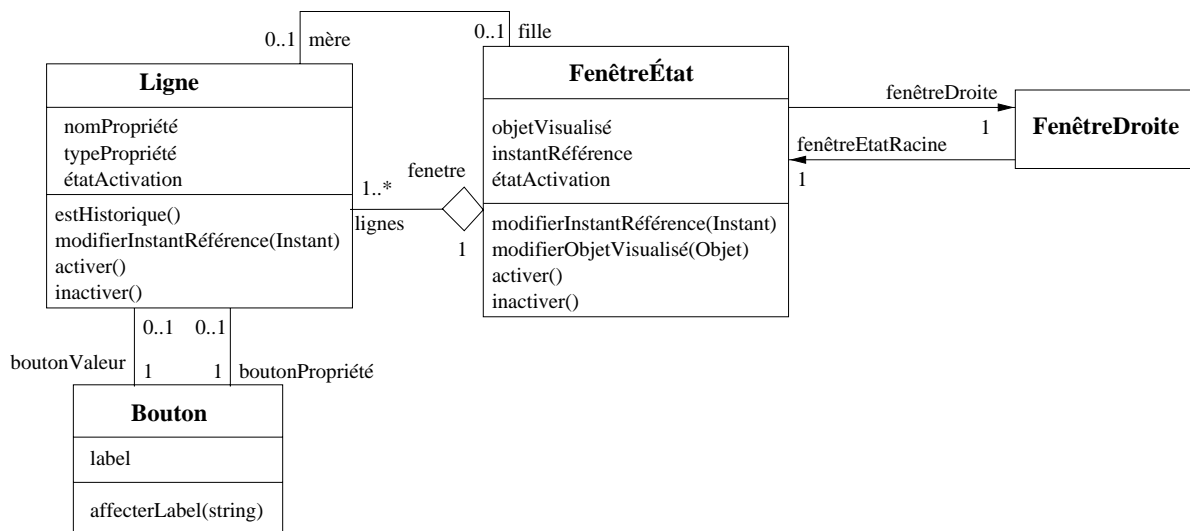 0..1
mère
0..1
fille
Ligne
nomPropriété
typePropriété
étatActivation
estHistorique()
modifierInstantRéférence(Instant)
activer()
inactiver()
1..*
lignes
fenetre
1
FenêtreÉtat
objetVisualisé
instantRéférence
étatActivation
modifierInstantRéférence(Instant)
modifierObjetVisualisé(Objet)
activer()
inactiver()
fenêtreDroite
1
fenêtreEtatRacine
1
FenêtreDroite
0..1
0..1
boutonValeur
1
1
boutonPropriété
Bouton
label
affecterLabel(string)